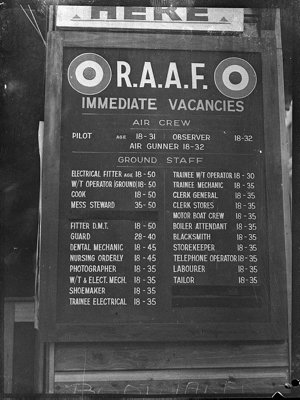 HERE
R.A.A.F.
IMMEDIATE VACANCIES
AIR CREW
PILOT AGE 18-31 OBSERVER 18-32
AIR GUNNER 18-32
GROUND STAFF
ELECTRICAL FITTER AGE 18-50
W/T OPERATOR (GROUND) 18-50
COOK 18-50
MESS STEWARD 35-50
FITTER D.M.T. 18-50
GUARD 28-40
DENTAL MECHANIC 18-45
NURSING ORDERLY 18-45
PHOTOGRAPHER 18-35
W/T & ELECT. MECH. 18-35
SHOEMAKER 18-35
TRAINEE ELECTRICAL 18-35
TRAINEE W/T OPERATOR 18-30
TRAINEE MECHANIC 18-35
CLERK GENERAL 18-35
CLERK STORES 18-35
MOTOR BOAT CREW 18-35
BOILER ATTENDANT 18-35
BLACKSMITH 18-35
STOREKEEPER 18-35
TELEPHONE OPERATOR 18-35
LABOURER 18-35
TAILOR 18-35